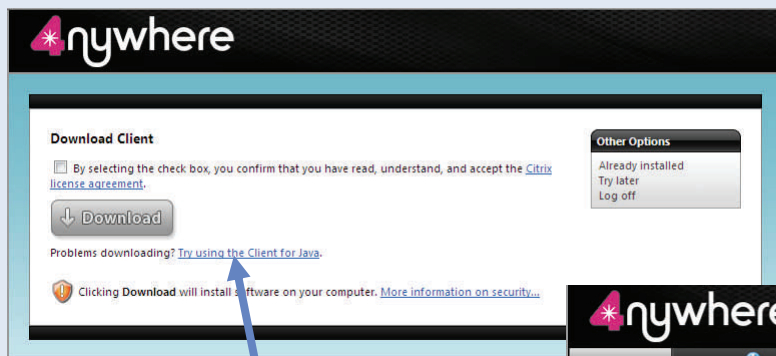 4nywhere
Download Client
By selecting the check box, you confirm that you have read, understand, and accept the Citrix
license agreement.
Download
Problems downloading? Try using the Client for Java.
Clicking Download will install software on your computer. More information on security...
Other Options
Already installed
Try later
Log off
4nywhere